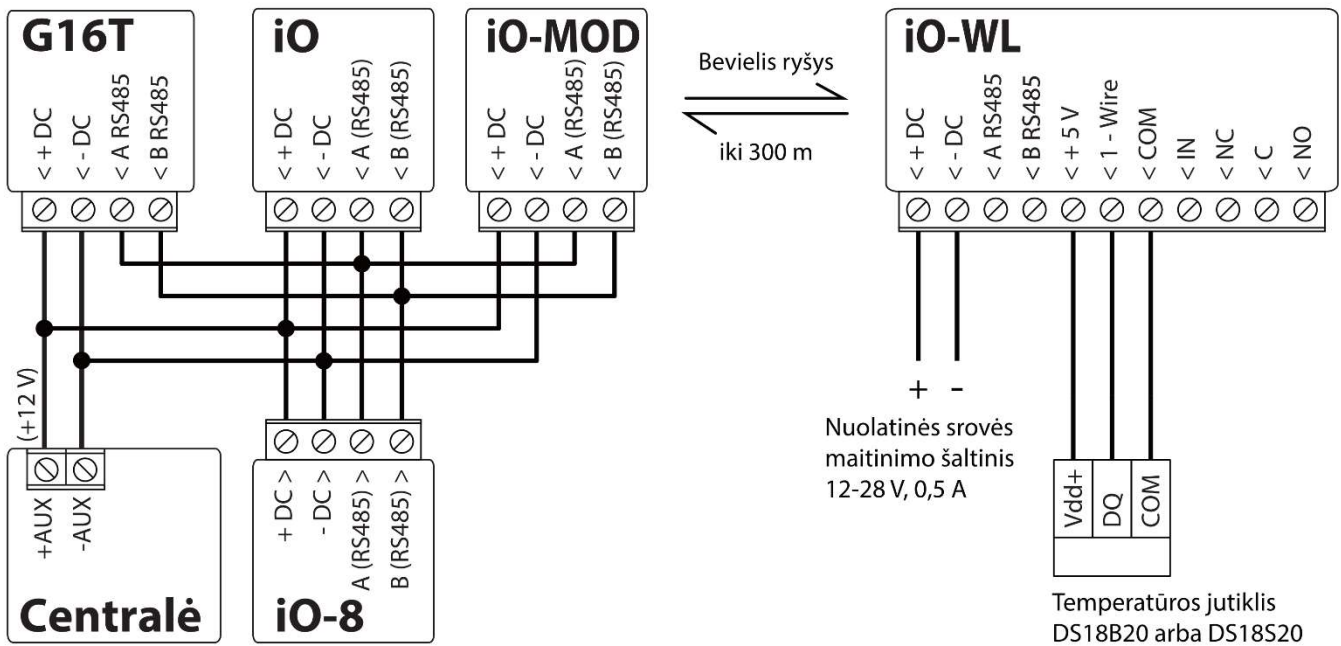 G16T
< + DC
< - DC
< A RS485
< B RS485
iO
< + DC
< - DC
< A (RS485)
< B (RS485)
iO-MOD
< + DC
< - DC
< A (RS485)
< B (RS485)
Bevielis ryšys
iki 300 m
iO-WL
< + DC
< - DC
< A RS485
< B RS485
< + 5 V
< 1 - Wire
< COM
< IN
< NC
< C
< NO
(+12 V)
+AUX
-AUX
Centralė
+ DC >
- DC >
A (RS485) >
B (RS485) >
iO-8
+ -
Nuolatinės srovės
maitinimo šaltinis
12-28 V, 0,5 A
Vdd+
DQ
COM
Temperatūros jutiklis
DS18B20 arba DS18S20